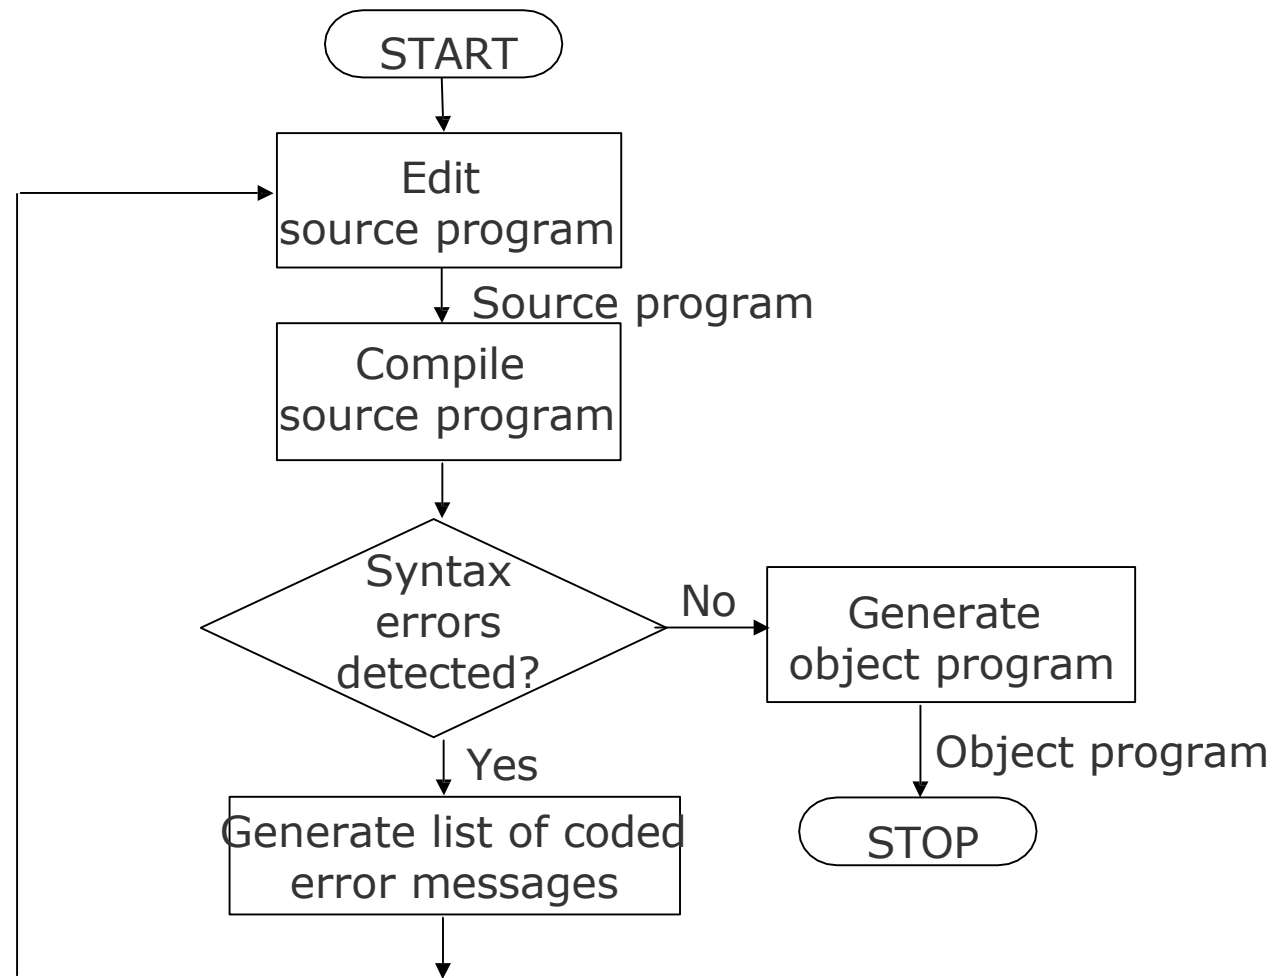 START
Edit
source program
Source program
Compile
source program
Syntax
errors
detected?
No
Generate
object program
Yes
Object program
Generate list of coded
error messages
STOP